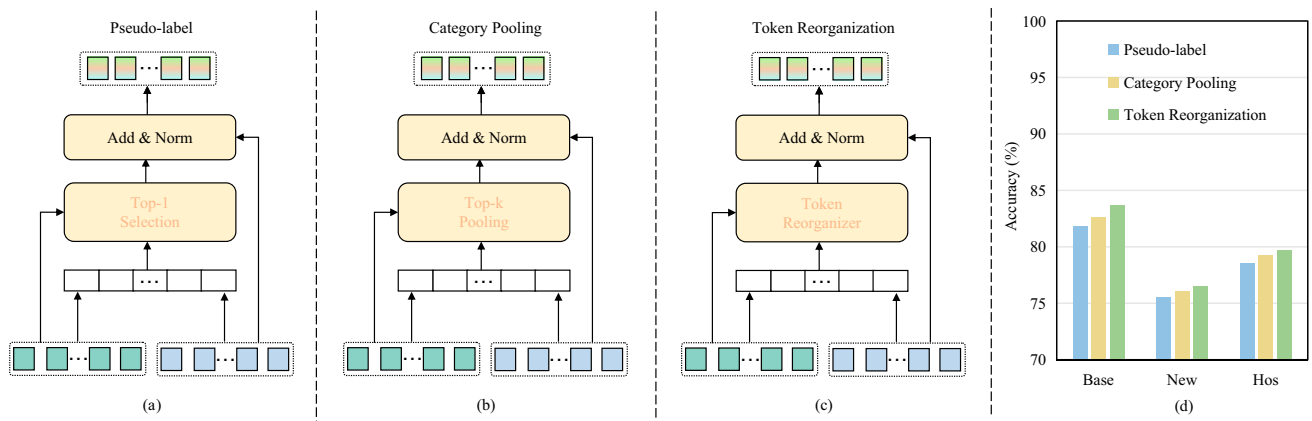 Pseudo-label
...
Add & Norm
Top-1
Selection
...
...
...
(a)
Category Pooling
...
Add & Norm
Top-k
Pooling
...
...
...
(b)
Token Reorganization
...
Add & Norm
Token
Reorganizer
...
...
...
(c)
Accuracy (%)
100
95
90
85
80
75
70
Pseudo-label
Category Pooling
Token Reorganization
Base New Hos
(d)